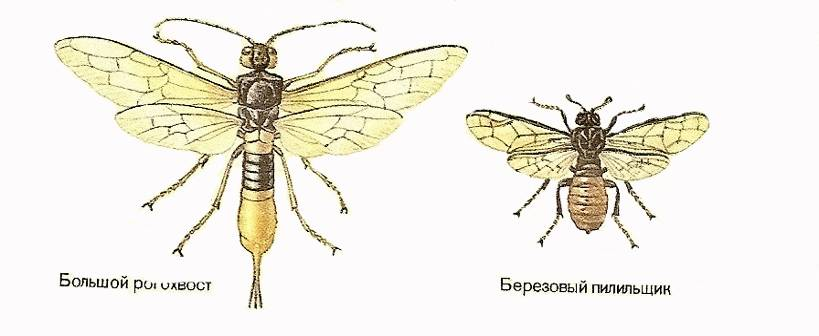 Большой рогохвост
Березовый пилильщик